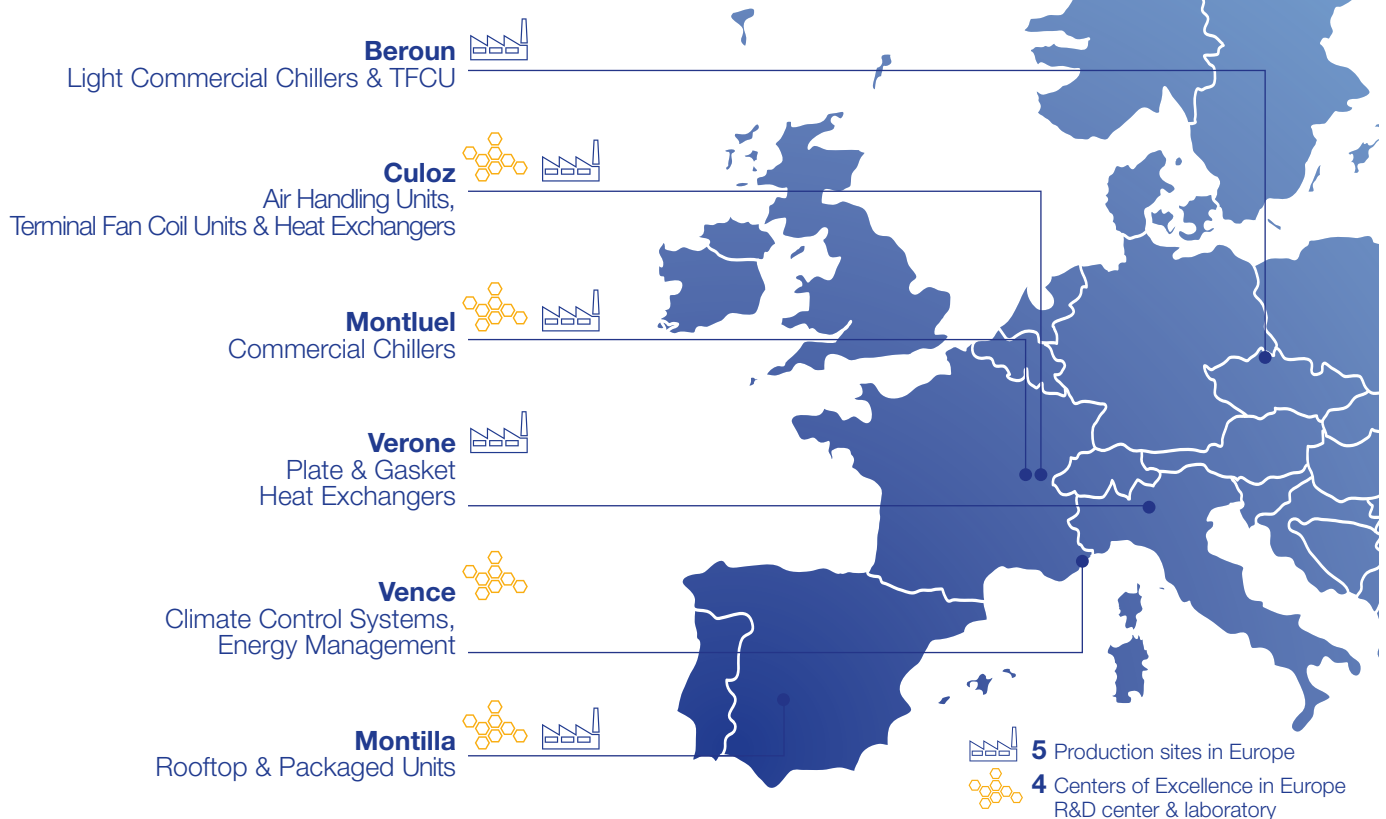 Beroun
Light Commercial Chillers & TFCU
Culoz
Air Handling Units,
Terminal Fan Coil Units & Heat Exchangers
Montluel
Commercial Chillers
Verone
Plate & Gasket
Heat Exchangers
Vence
Climate Control Systems,
Energy Management
Montilla
Rooftop & Packaged Units
5 Production sites in Europe
4 Centers of Excellence in Europe
R&D center & laboratory